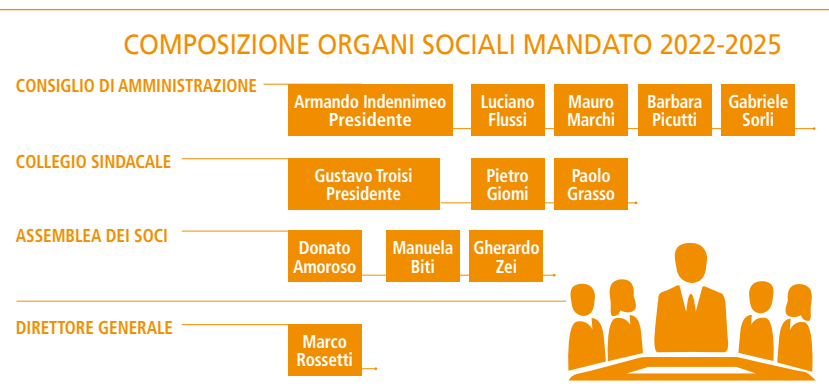 COMPOSIZIONE ORGANI SOCIALI MANDATO 2022-2025
CONSIGLIO DI AMMINISTRAZIONE
Armando Indennimeo
Presidente
Luciano
Flussi
Mauro
Marchi
Barbara
Picutti
Gabriele
Sorli
COLLEGIO SINDACALE
Gustavo Troisi
Presidente
Pietro
Giomi
Paolo
Grasso
ASSEMBLEA DEI SOCI
Donato
Amoroso
Manuela
Biti
Gherardo
Zei
DIRETTORE GENERALE
Marco
Rossetti